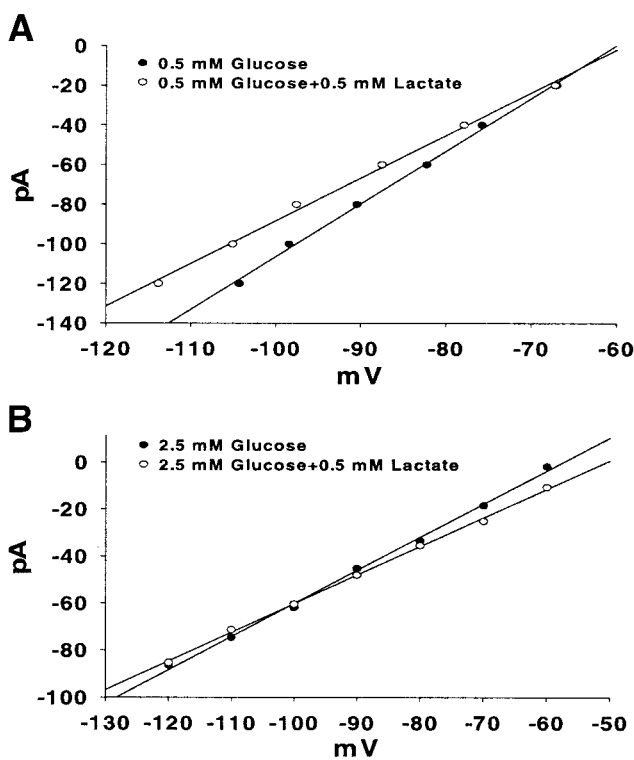 A
0
0.5 mM Glucose
-20
0.5 mM Glucose+0.5 mM Lactate
-40
-60
pA
-80
-100
-120
-140
-120 -110 -100 -90 -80 -70 -60
mV
B
2.5 mM Glucose
0
2.5 mM Glucose+0.5 mM Lactate
-20
-40
pA
-60
-80
-100
-130 -120 -110 -100 -90 -80 -70 -60 -50
mV